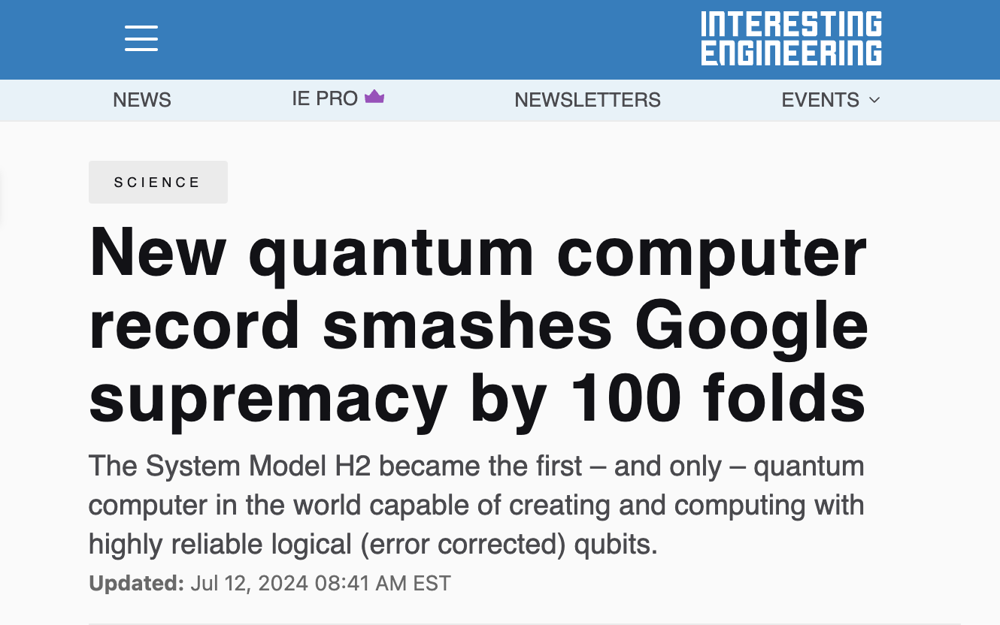 INTERESTING
ENGINEERING
NEWS
IE PRO
NEWSLETTERS
EVENTS
SCIENCE
New quantum computer
record smashes Google
supremacy by 100 folds
The System Model H2 became the first – and only – quantum
computer in the world capable of creating and computing with
highly reliable logical (error corrected) qubits.
Updated: Jul 12, 2024 08:41 AM EST